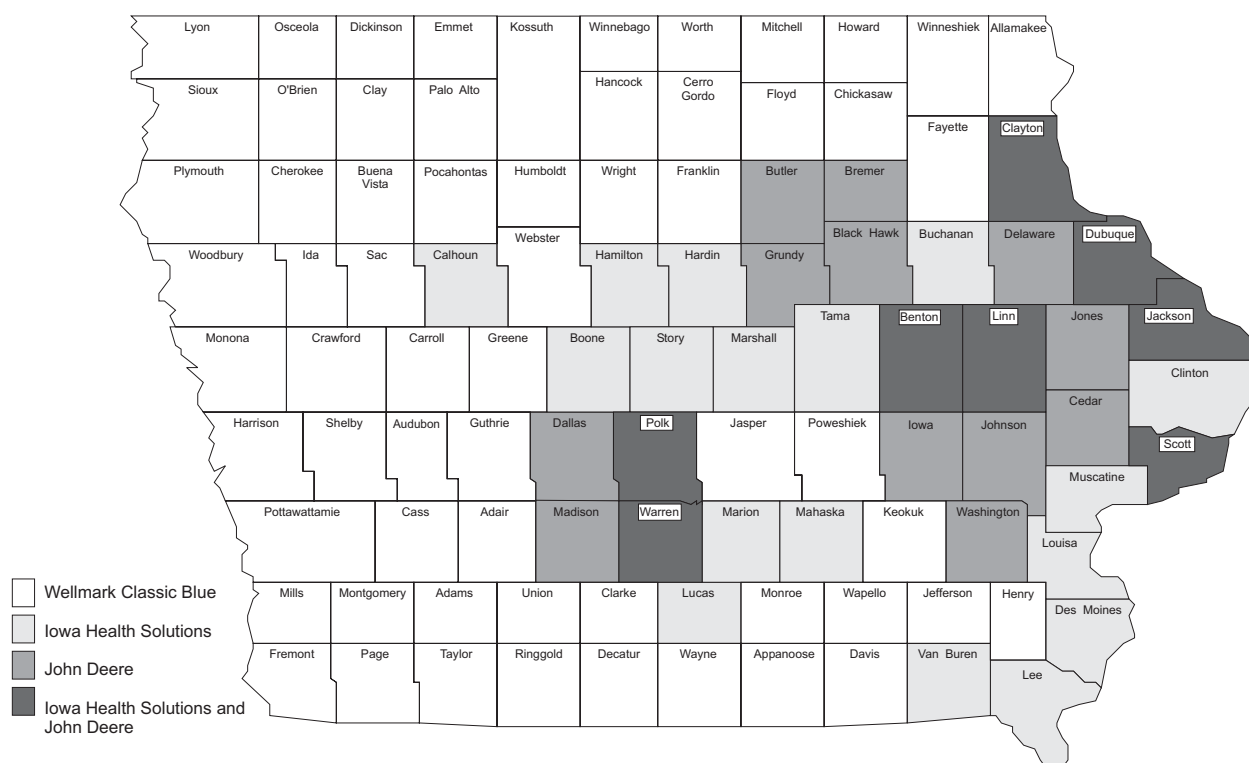 Lyon
Osceola
Dickinson
Emmet
Kossuth
Winnebago
Worth
Mitchell
Howard
Winneshiek
Allamakee
Sioux
O'Brien
Clay
Palo Alto
Hancock
Cerro
Gordo
Floyd
Chickasaw
Fayette
Clayton
Plymouth
Cherokee
Buena
Vista
Pocahontas
Humboldt
Wright
Franklin
Butler
Bremer
Woodbury
Ida
Sac
Calhoun
Webster
Hamilton
Hardin
Grundy
Black Hawk
Buchanan
Delaware
Dubuque
Monona
Crawford
Carroll
Greene
Boone
Story
Marshall
Tama
Benton
Linn
Jones
Jackson
Clinton
Harrison
Shelby
Audubon
Guthrie
Dallas
Polk
Jasper
Poweshiek
Iowa
Johnson
Cedar
Scott
Muscatine
Pottawattamie
Cass
Adair
Madison
Warren
Marion
Mahaska
Keokuk
Washington
Louisa
Mills
Montgomery
Adams
Union
Clarke
Lucas
Monroe
Wapello
Jefferson
Henry
Des Moines
Fremont
Page
Taylor
Ringgold
Decatur
Wayne
Appanoose
Davis
Van Buren
Lee
Wellmark Classic Blue
Iowa Health Solutions
John Deere
Iowa Health Solutions and
John Deere